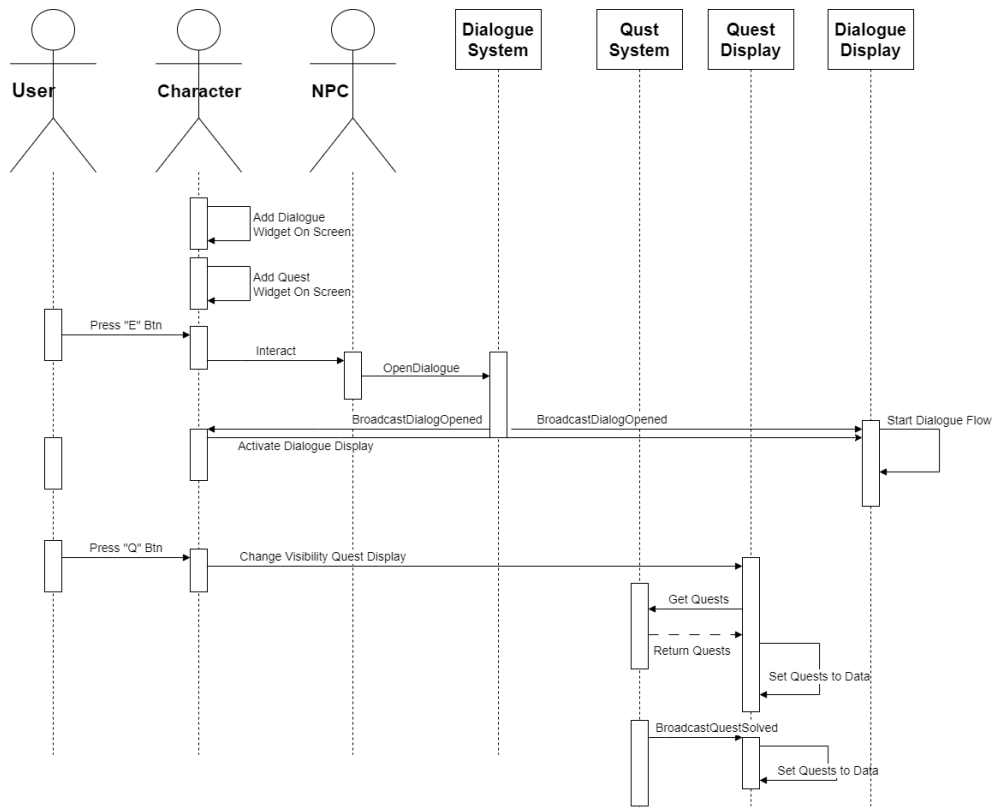 User
Character
NPC
Dialogue
System
Qust
System
Quest
Display
Dialogue
Display
Add Dialogue
Widget On Screen
Add Quest
Widget On Screen
Press "E" Btn
Interact
OpenDialogue
BroadcastDialogOpened
BroadcastDialogOpened
Start Dialogue Flow
Activate Dialogue Display
Press "Q" Btn
Change Visibility Quest Display
Get Quests
Return Quests
Set Quests to Data
BroadcastQuestSolved
Set Quests to Data